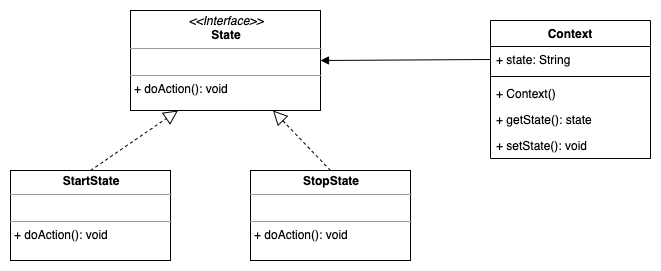 <<Interface>>
State
+ doAction(): void
Context
+ state: String
+ Context()
+ getState(): state
+ setState(): void
StartState
+ doAction(): void
StopState
+ doAction(): void